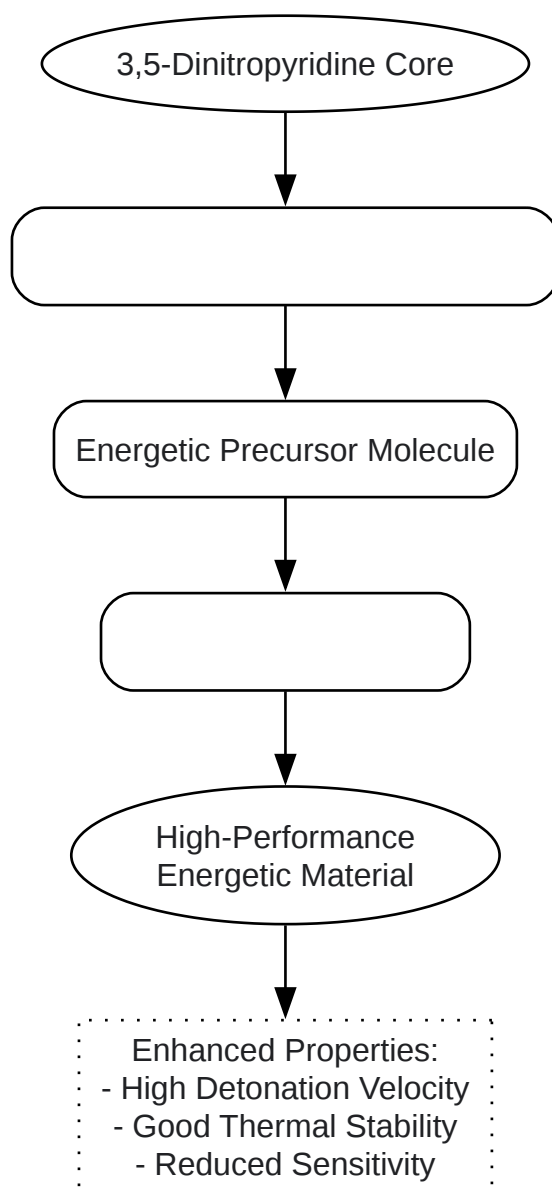 3,5-Dinitropyridine Core
Energetic Precursor Molecule
High-Performance
Energetic Material
Enhanced Properties:
- High Detonation Velocity
- Good Thermal Stability
- Reduced Sensitivity